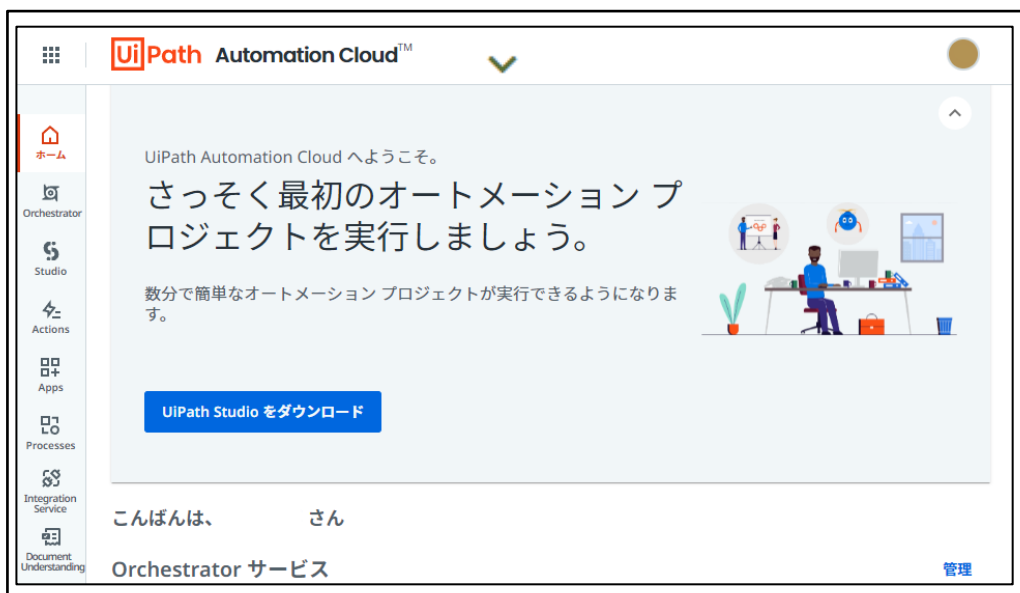 UiPath Automation Cloud™
ホーム
Orchestrator
Studio
Actions
Apps
Processes
Integration
Service
Document
Understanding
UiPath Automation Cloud へようこそ。
さっそく最初のオートメーション プ
ロジェクトを実行しましょう。
数分で簡単なオートメーション プロジェクトが実行できるようになりま
す。
UiPath Studio をダウンロード
こんばんは、 さん
Orchestrator サービス
管理